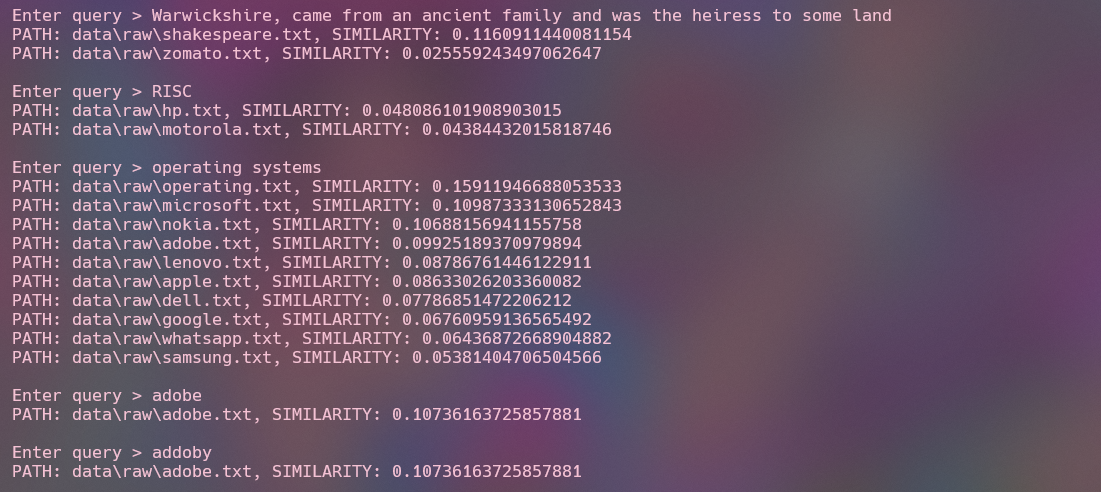 Enter query > Warwickshire, came from an ancient family and was the heiress to some land
PATH: data\raw\shakespeare.txt, SIMILARITY: 0.1160911440081154
PATH: data\raw\zomato.txt, SIMILARITY: 0.025559243497062647
Enter query > RISC
PATH: data\raw\hp.txt, SIMILARITY: 0.048086101908903015
PATH: data\raw\motorola.txt, SIMILARITY: 0.04384432015818746
Enter query > operating systems
PATH: data\raw\operating.txt, SIMILARITY: 0.15911946688053533
PATH: data\raw\microsoft.txt, SIMILARITY: 0.10987333130652843
PATH: data\raw\nokia.txt, SIMILARITY: 0.10688156941155758
PATH: data\raw\adobe.txt, SIMILARITY: 0.09925189370979894
PATH: data\raw\lenovo.txt, SIMILARITY: 0.08786761446122911
PATH: data\raw\apple.txt, SIMILARITY: 0.08633026203360082
PATH: data\raw\dell.txt, SIMILARITY: 0.07786851472206212
PATH: data\raw\google.txt, SIMILARITY: 0.06760959136565492
PATH: data\raw\whatsapp.txt, SIMILARITY: 0.06436872668904882
PATH: data\raw\samsung.txt, SIMILARITY: 0.05381404706504566
Enter query > adobe
PATH: data\raw\adobe.txt, SIMILARITY: 0.10736163725857881
Enter query > addoby
PATH: data\raw\adobe.txt, SIMILARITY: 0.10736163725857881